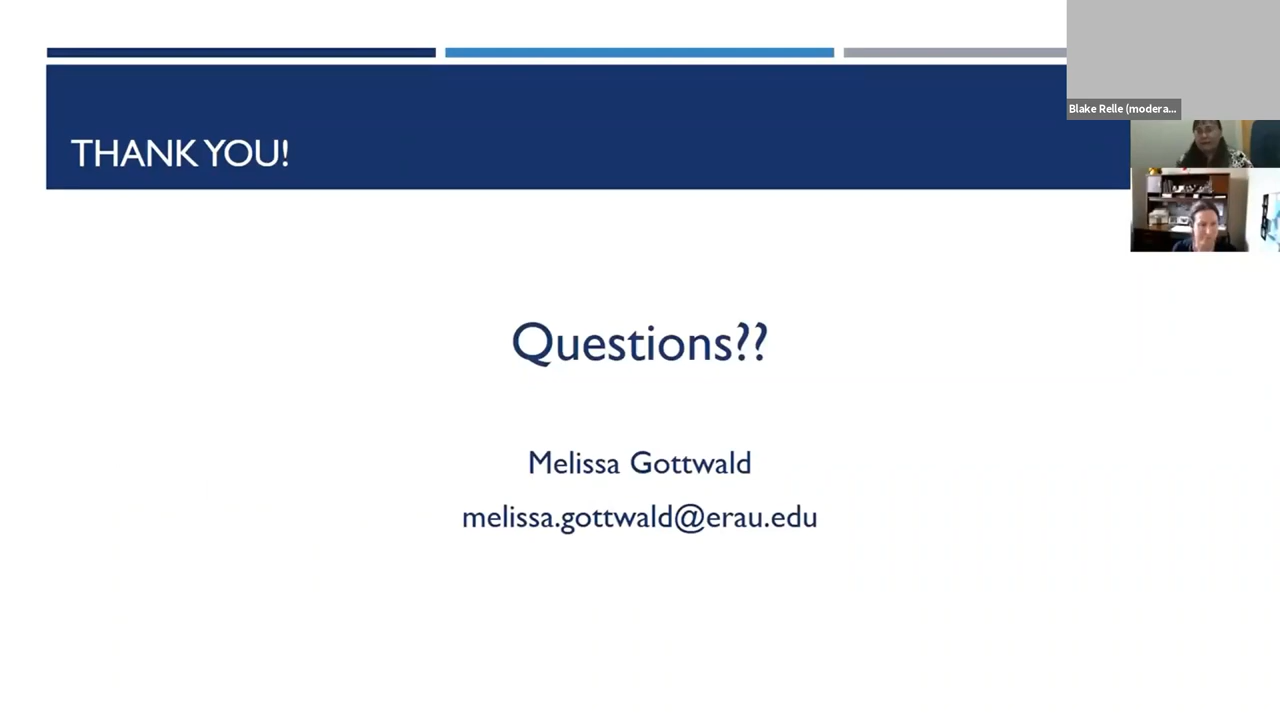 Blake Relle (modera...
THANK YOU!
Questions??
Melissa Gottwald
melissa.gottwald@erau.edu